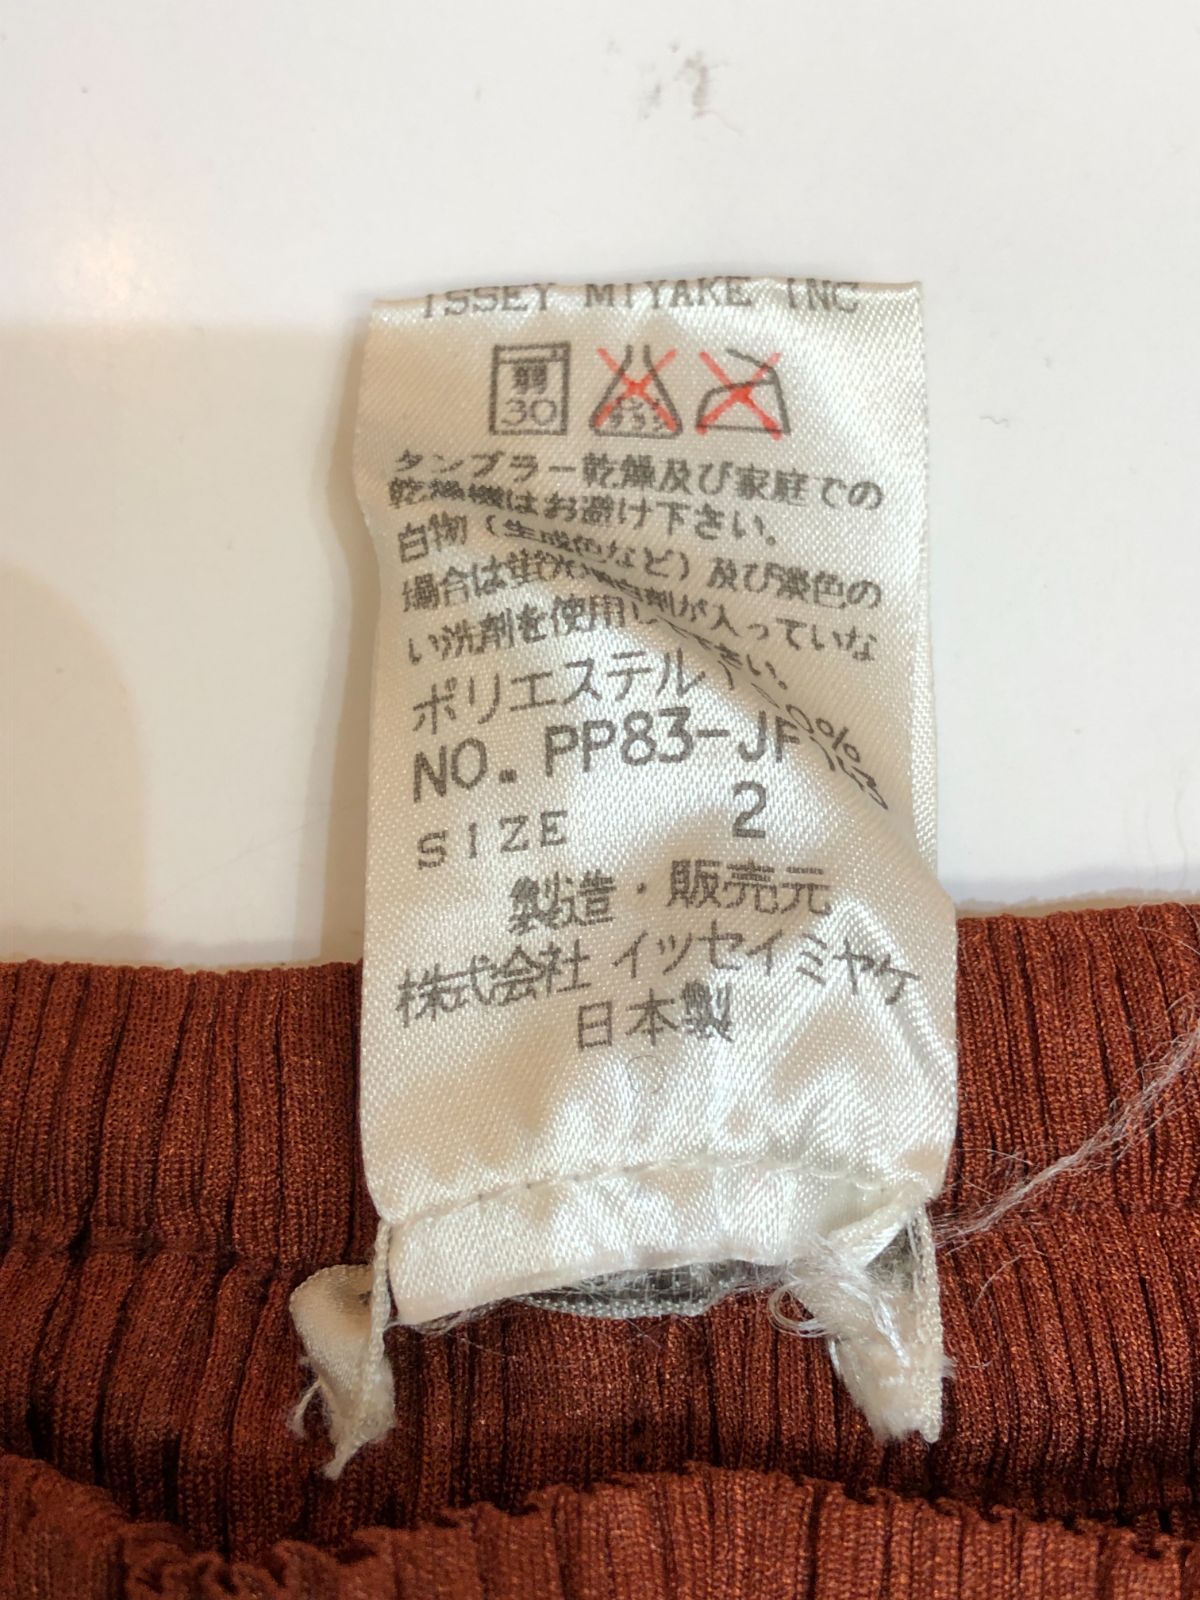 ISSEY MIYAKE INC
弱
30
タンブラー乾燥及び家庭での
乾燥機はお避け下さい。
白物(生成色など)及び淡色の
場合は蛍光増白剤が入っていな
い洗剤を使用して下さい。
ポリエステル 100%
NO. PP83-JF
SIZE 2
製造・販売元
株式会社 イッセイミヤケ
日本製